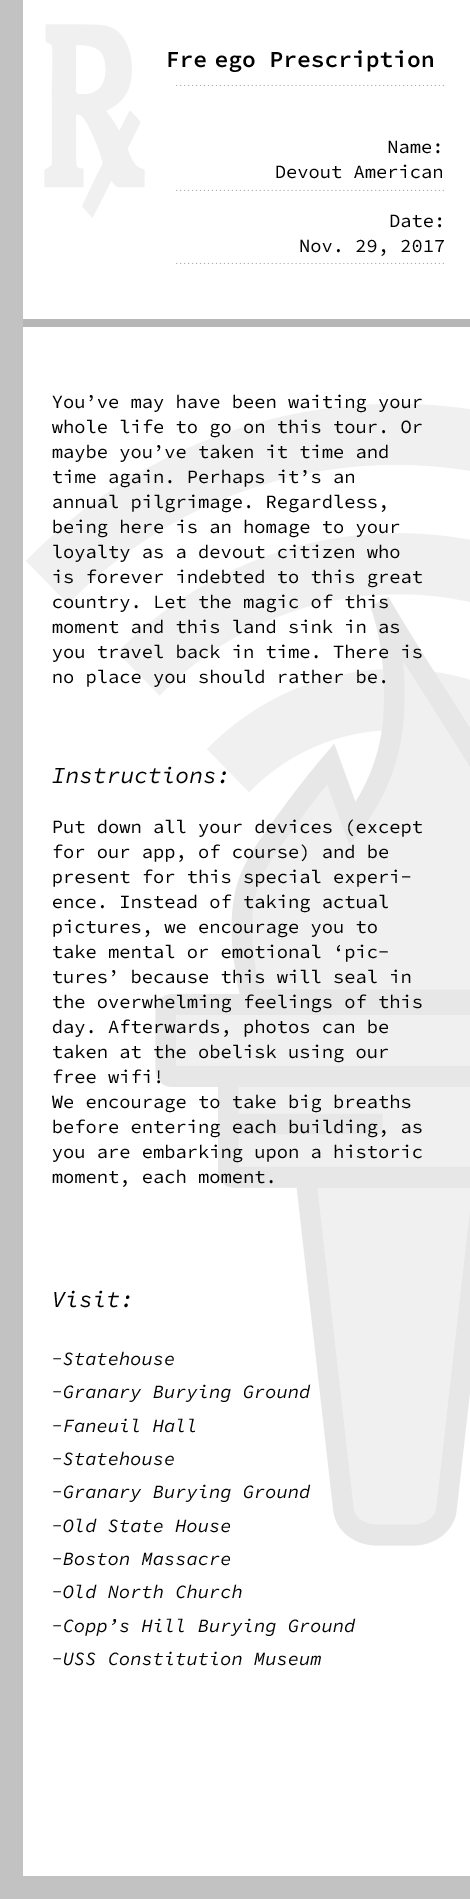 Fre ego Prescription
Name:
Devout American
Date:
Nov. 29, 2017
You’ve may have been waiting your
whole life to go on this tour. Or
maybe you’ve taken it time and
time again. Perhaps it’s an
annual pilgrimage. Regardless,
being here is an homage to your
loyalty as a devout citizen who
is forever indebted to this great
country. Let the magic of this
moment and this land sink in as
you travel back in time. There is
no place you should rather be.
Instructions:
Put down all your devices (except
for our app, of course) and be
present for this special experi-
ence. Instead of taking actual
pictures, we encourage you to
take mental or emotional ‘pic-
tures’ because this will seal in
the overwhelming feelings of this
day. Afterwards, photos can be
taken at the obelisk using our
free wifi!
We encourage to take big breaths
before entering each building, as
you are embarking upon a historic
moment, each moment.
Visit:
-Statehouse
-Granary Burying Ground
-Faneuil Hall
-Statehouse
-Granary Burying Ground
-Old State House
-Boston Massacre
-Old North Church
-Copp’s Hill Burying Ground
-USS Constitution Museum